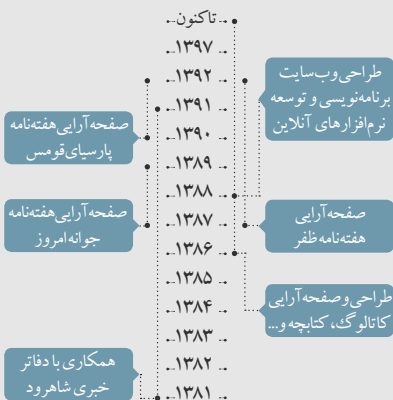 تاکنون
۱۳۹۷
۱۳۹۲
۱۳۹۱
۱۳۹۰
۱۳۸۹
۱۳۸۸
۱۳۸۷
۱۳۸۶
۱۳۸۵
۱۳۸۴
۱۳۸۳
۱۳۸۲
۱۳۸۱
طراحی وب‌سایت
برنامه‌نویسی و توسعه
نرم‌افزارهای آنلاین
صفحه‌آرایی
هفته‌نامه ظفر
طراحی و صفحه‌آرایی
کاتالوگ، کتابچه و...
صفحه‌آرایی هفته‌نامه
پارسیای قومس
صفحه‌آرایی هفته‌نامه
جوانه امروز
همکاری با دفاتر
خبری شاهرود